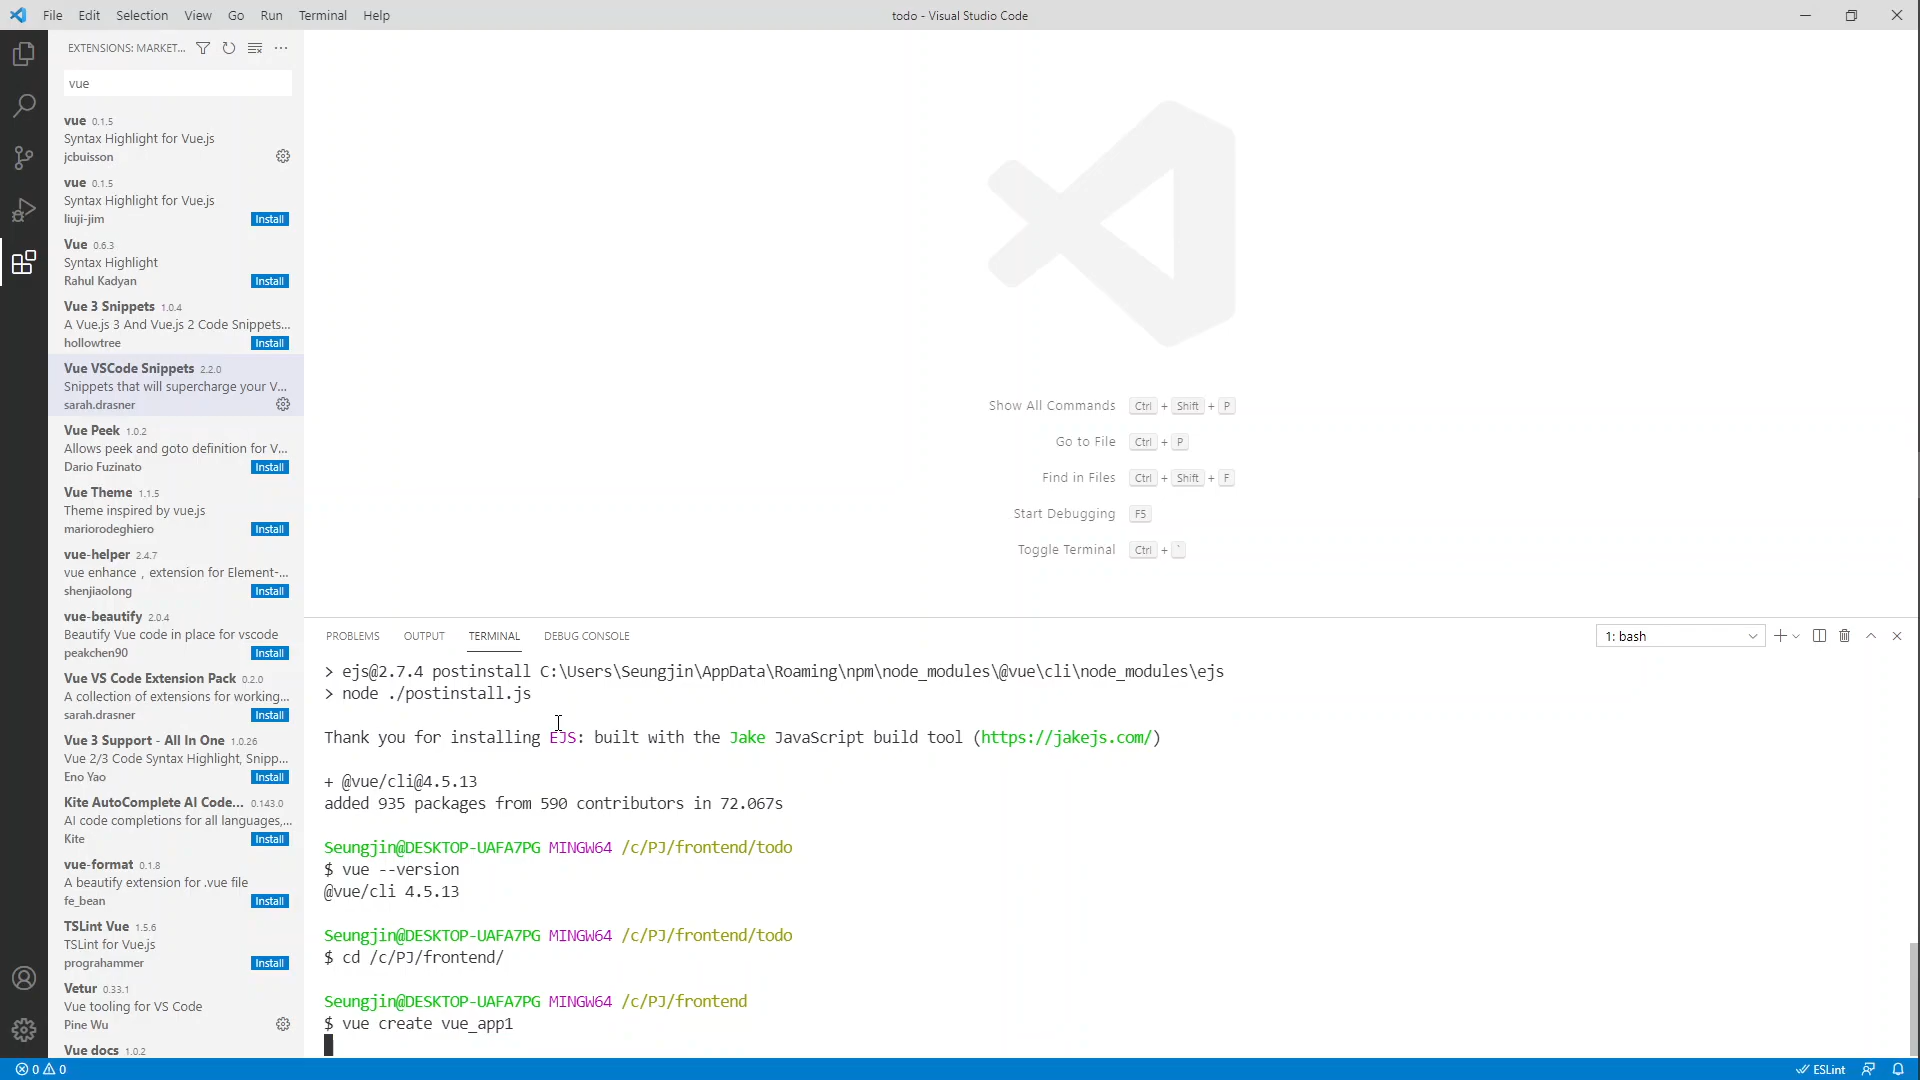 File Edit Selection View Go Run Terminal Help
todo - Visual Studio Code
EXTENSIONS: MARKET...
vue
vue 0.1.5
Syntax Highlight for Vue.js
jcbuisson
vue 0.1.5
Syntax Highlight for Vue.js
liuji-jim Install
Vue 0.6.3
Syntax Highlight
Rahul Kadyan Install
Vue 3 Snippets 1.0.4
A Vue.js 3 And Vue.js 2 Code Snippets...
hollowtree Install
Vue VSCode Snippets 2.2.0
Snippets that will supercharge your V...
sarah.drasner
Vue Peek 1.0.2
Allows peek and goto definition for V...
Dario Fuzinato Install
Vue Theme 1.1.5
Theme inspired by vue.js
mariorodeghiero Install
vue-helper 2.4.7
vue enhance，extension for Element-...
shenjiaolong Install
vue-beautify 2.0.4
Beautify Vue code in place for vscode
peakchen90 Install
Vue VS Code Extension Pack 0.2.0
A collection of extensions for working...
sarah.drasner Install
Vue 3 Support - All In One 1.0.26
Vue 2/3 Code Syntax Highlight, Snipp...
Eno Yao Install
Kite AutoComplete AI Code... 0.143.0
AI code completions for all languages,...
Kite Install
vue-format 0.1.8
A beautify extension for .vue file
fe_bean Install
TSLint Vue 1.5.6
TSLint for Vue.js
prograhammer Install
Vetur 0.33.1
Vue tooling for VS Code
Pine Wu
Vue docs 1.0.2
Show All Commands Ctrl + Shift + P
Go to File Ctrl + P
Find in Files Ctrl + Shift + F
Start Debugging F5
Toggle Terminal Ctrl + `
PROBLEMS OUTPUT TERMINAL DEBUG CONSOLE
1: bash
> ejs@2.7.4 postinstall C:\Users\Seungjin\AppData\Roaming\npm\node_modules\@vue\cli\node_modules\ejs
> node ./postinstall.js
Thank you for installing EJS: built with the Jake JavaScript build tool (https://jakejs.com/)
+ @vue/cli@4.5.13
added 935 packages from 590 contributors in 72.067s
Seungjin@DESKTOP-UAFA7PG MINGW64 /c/PJ/frontend/todo
$ vue --version
@vue/cli 4.5.13
Seungjin@DESKTOP-UAFA7PG MINGW64 /c/PJ/frontend/todo
$ cd /c/PJ/frontend/
Seungjin@DESKTOP-UAFA7PG MINGW64 /c/PJ/frontend
$ vue create vue_app1
0 0
ESLint